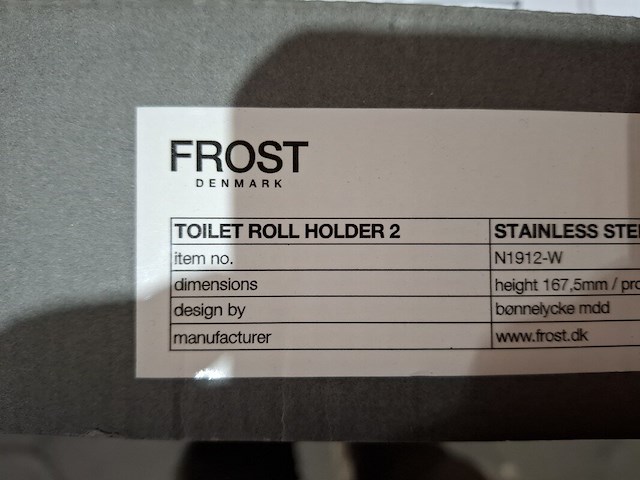 FROST
DENMARK
TOILET ROLL HOLDER 2 STAINLESS
item no. N1912-W
dimensions height 167,5mm /
design by bønnelycke mdd
manufacturer www.frost.dk